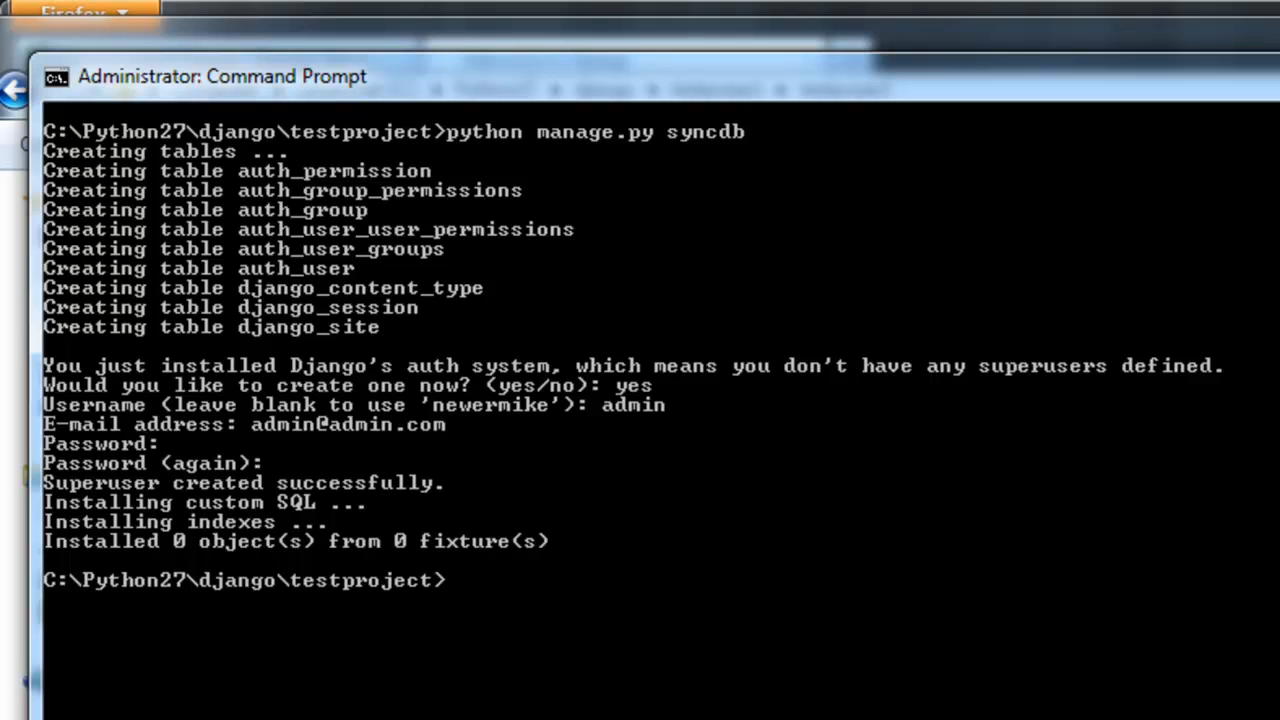 Firefox
Administrator: Command Prompt
C:\Python27\django\testproject>python manage.py syncdb
Creating tables ...
Creating table auth_permission
Creating table auth_group_permissions
Creating table auth_group
Creating table auth_user_user_permissions
Creating table auth_user_groups
Creating table auth_user
Creating table django_content_type
Creating table django_session
Creating table django_site
You just installed Django's auth system, which means you don't have any superusers defined.
Would you like to create one now? (yes/no): yes
Username (leave blank to use 'newermike'): admin
E-mail address: admin@admin.com
Password:
Password (again):
Superuser created successfully.
Installing custom SQL ...
Installing indexes ...
Installed 0 object(s) from 0 fixture(s)
C:\Python27\django\testproject>